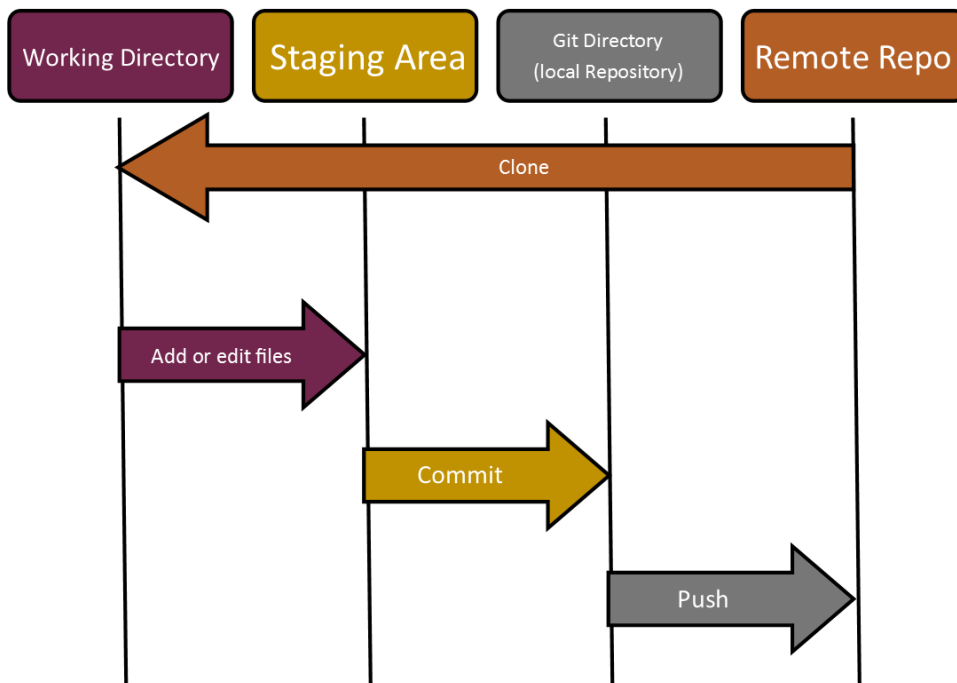 Working Directory
Staging Area
Git Directory
(local Repository)
Remote Repo
Clone
Add or edit files
Commit
Push